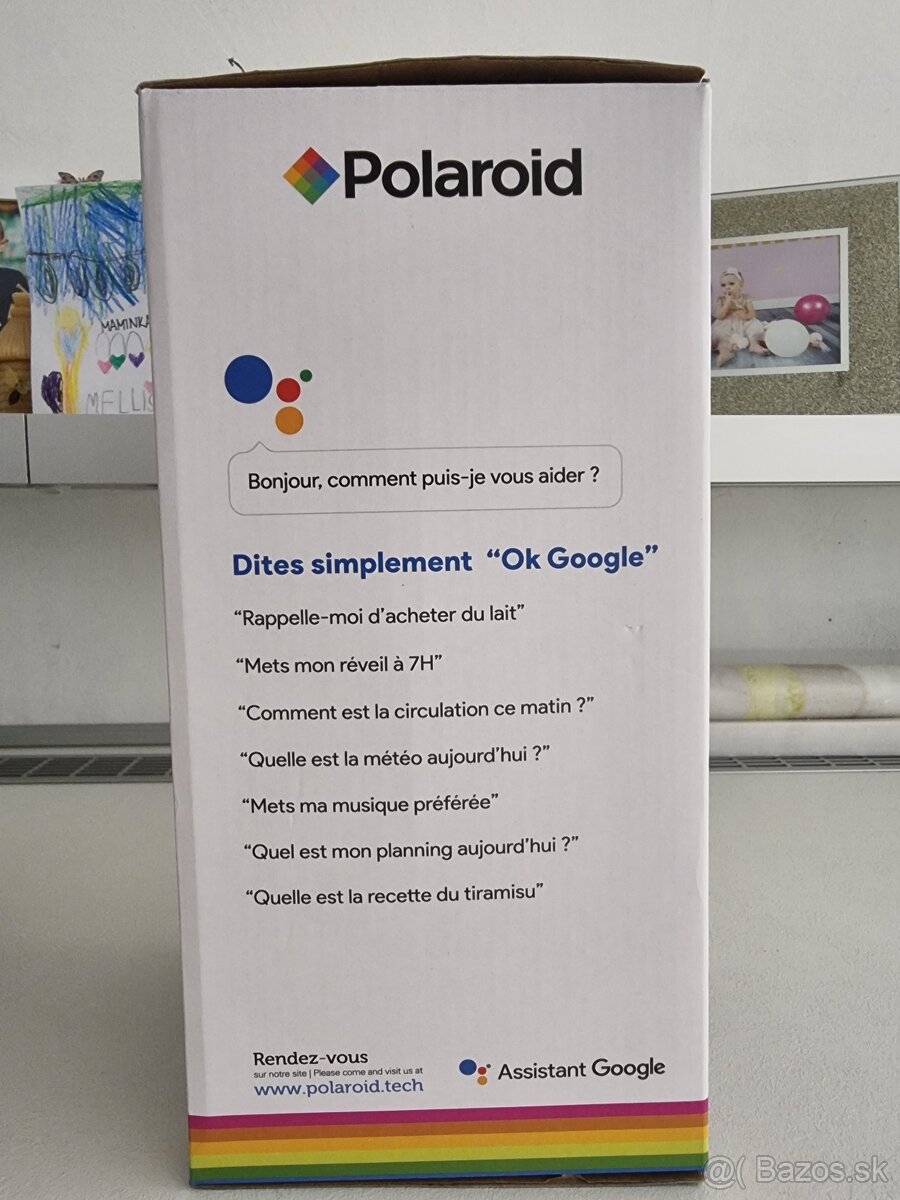 Polaroid
MAMINKA
MELLIS
Bonjour, comment puis-je vous aider ?
Dites simplement “Ok Google”
“Rappelle-moi d’acheter du lait”
“Mets mon réveil à 7H”
“Comment est la circulation ce matin ?”
“Quelle est la météo aujourd’hui ?”
“Mets ma musique préférée”
“Quel est mon planning aujourd’hui ?”
“Quelle est la recette du tiramisu”
Rendez-vous
sur notre site | Please come and visit us at
www.polaroid.tech
Assistant Google
@( Bazos.sk